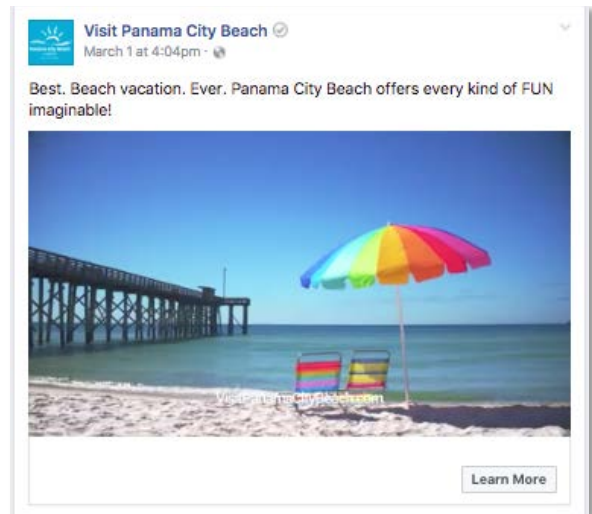 Visit Panama City Beach
March 1 at 4:04pm ·
Best. Beach vacation. Ever. Panama City Beach offers every kind of FUN
imaginable!
VisitPanamaCityBeach.com
Learn More